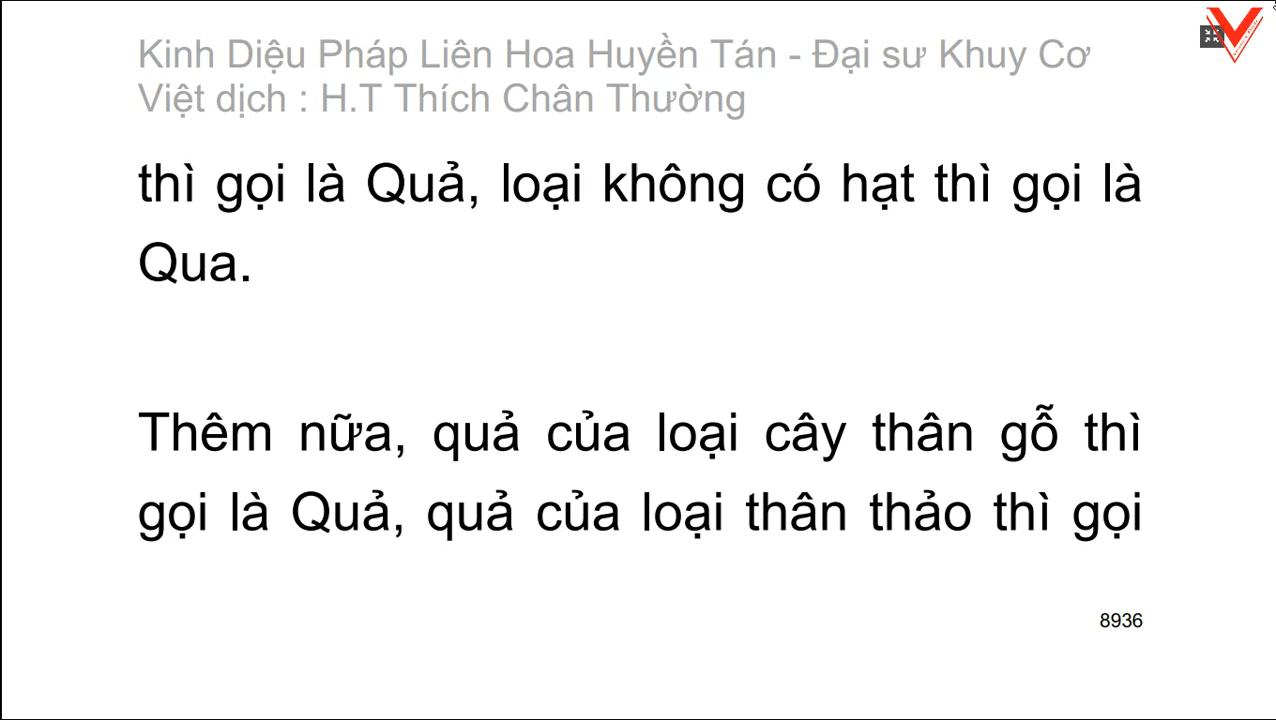 Kinh Diệu Pháp Liên Hoa Huyền Tán - Đại sư Khuy Cơ
Việt dịch : H.T Thích Chân Thường
thì gọi là Quả, loại không có hạt thì gọi là
Qua.
Thêm nữa, quả của loại cây thân gỗ thì
gọi là Quả, quả của loại thân thảo thì gọi
8936